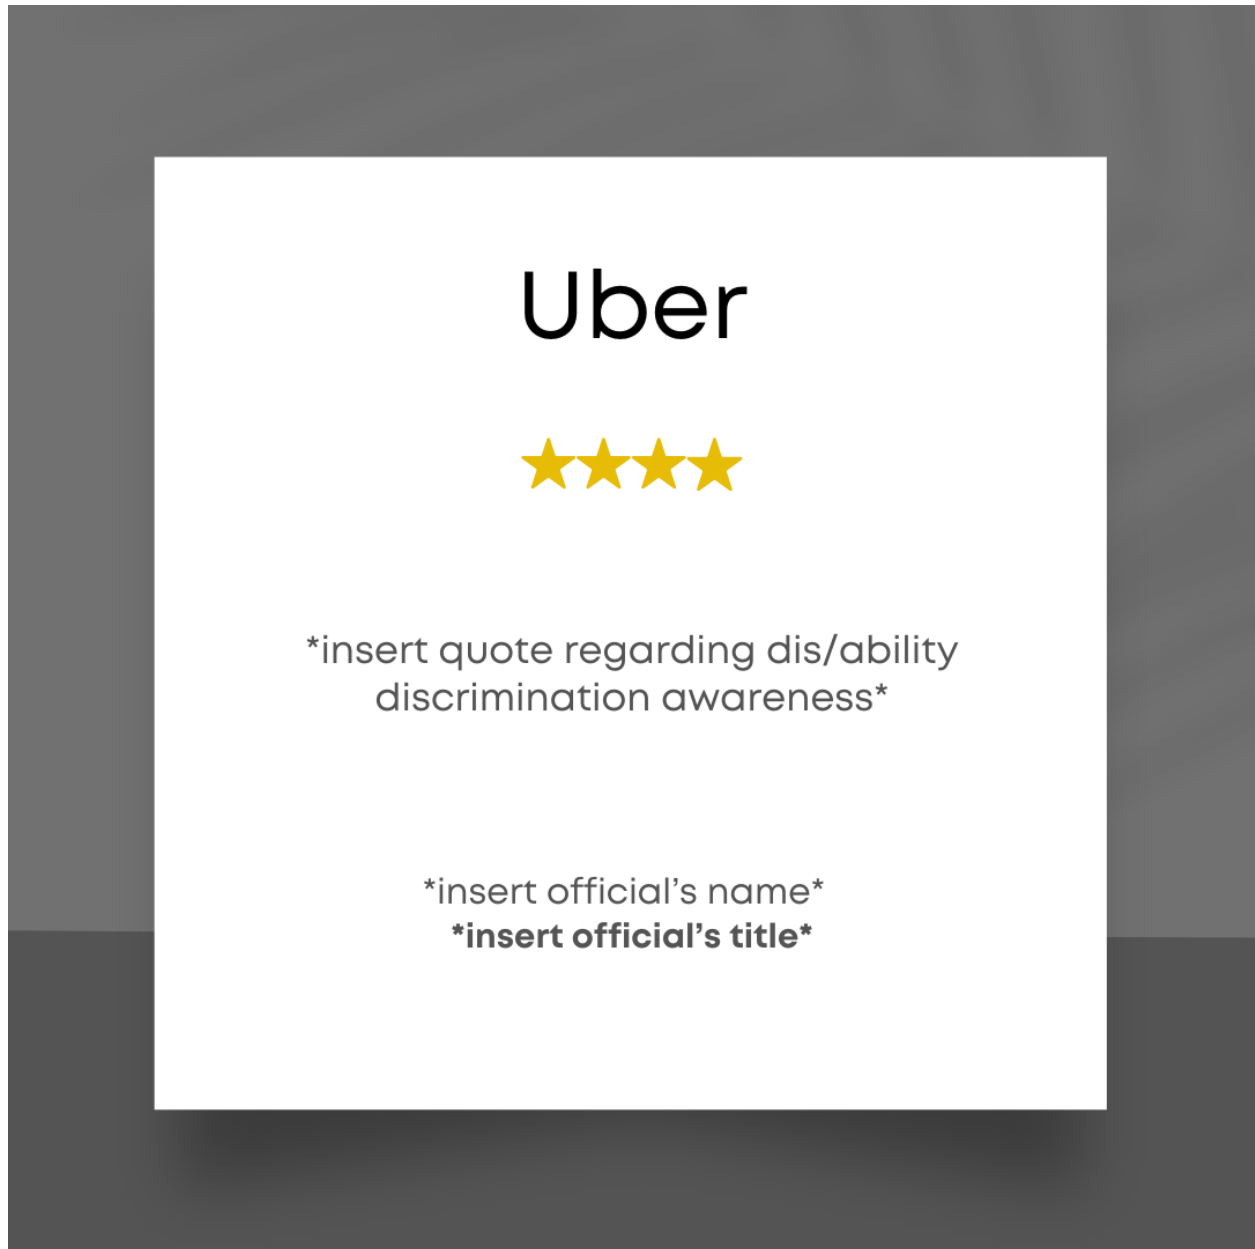 Uber
*insert quote regarding dis/ability
discrimination awareness*
*insert official’s name*
*insert official’s title*